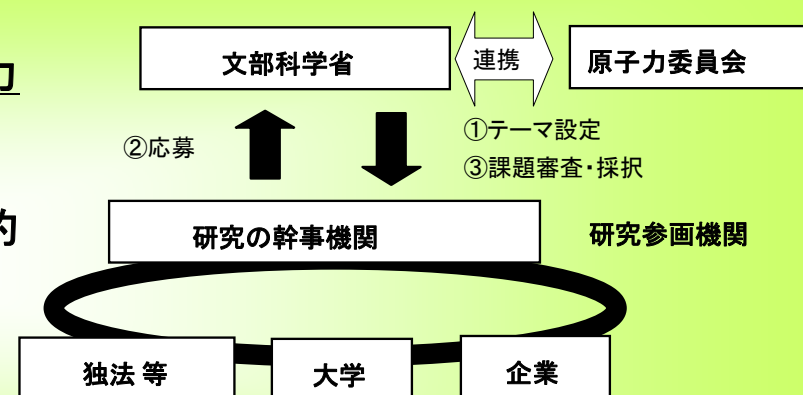 力
文部科学省
連携
原子力委員会
②応募
①テーマ設定
③課題審査・採択
的
研究の幹事機関
研究参画機関
独法 等
大学
企業